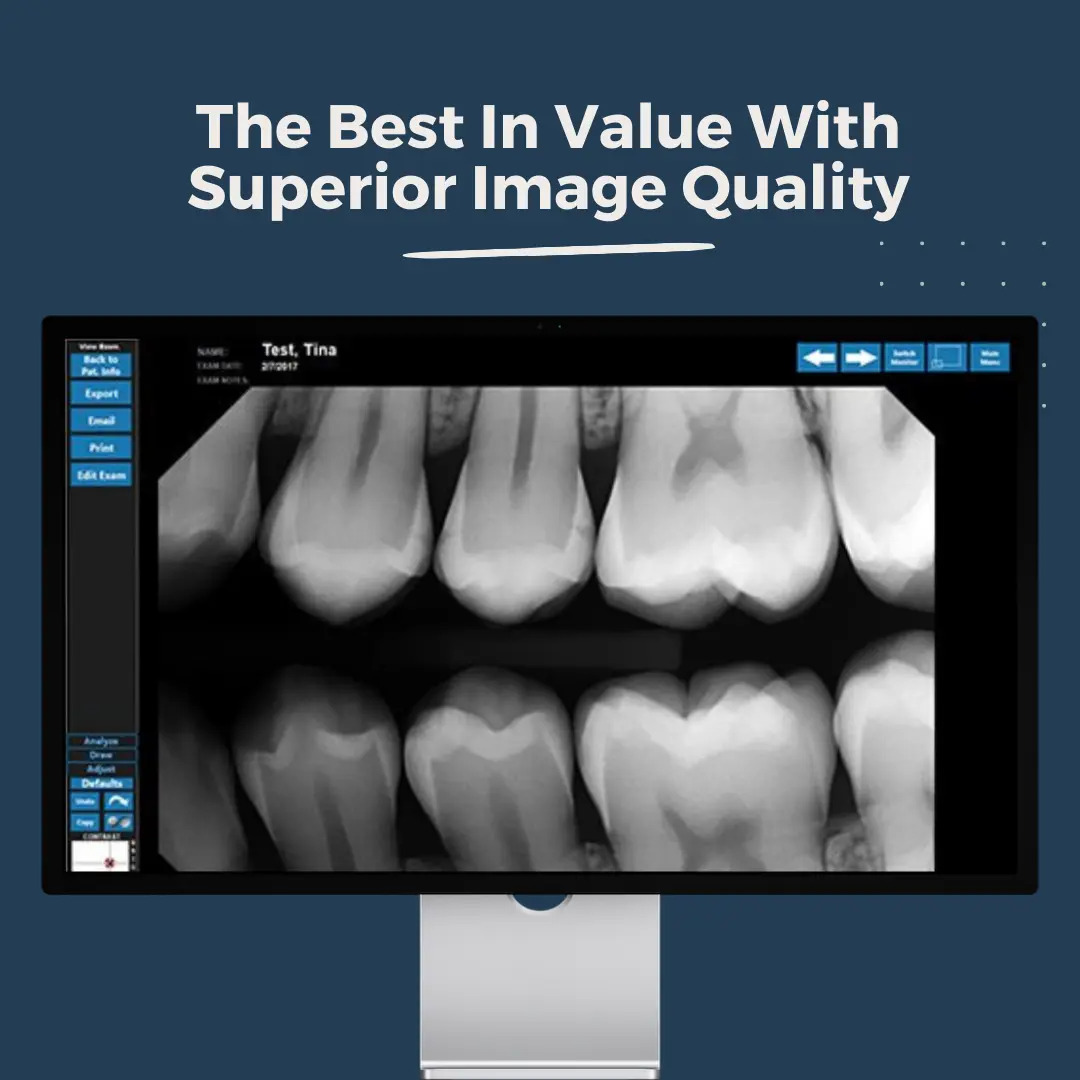 The Best In Value With
Superior Image Quality
View Exam
Back to
Pat. Info
Export
Email
Print
Edit Exam
NAME: Test, Tina
EXAM DATE: 2/7/2017
EXAM NOTES:
Switch
Monitor
Main
Menu
Analyze
Draw
Adjust
Defaults
Undo
Copy
CONTRAST